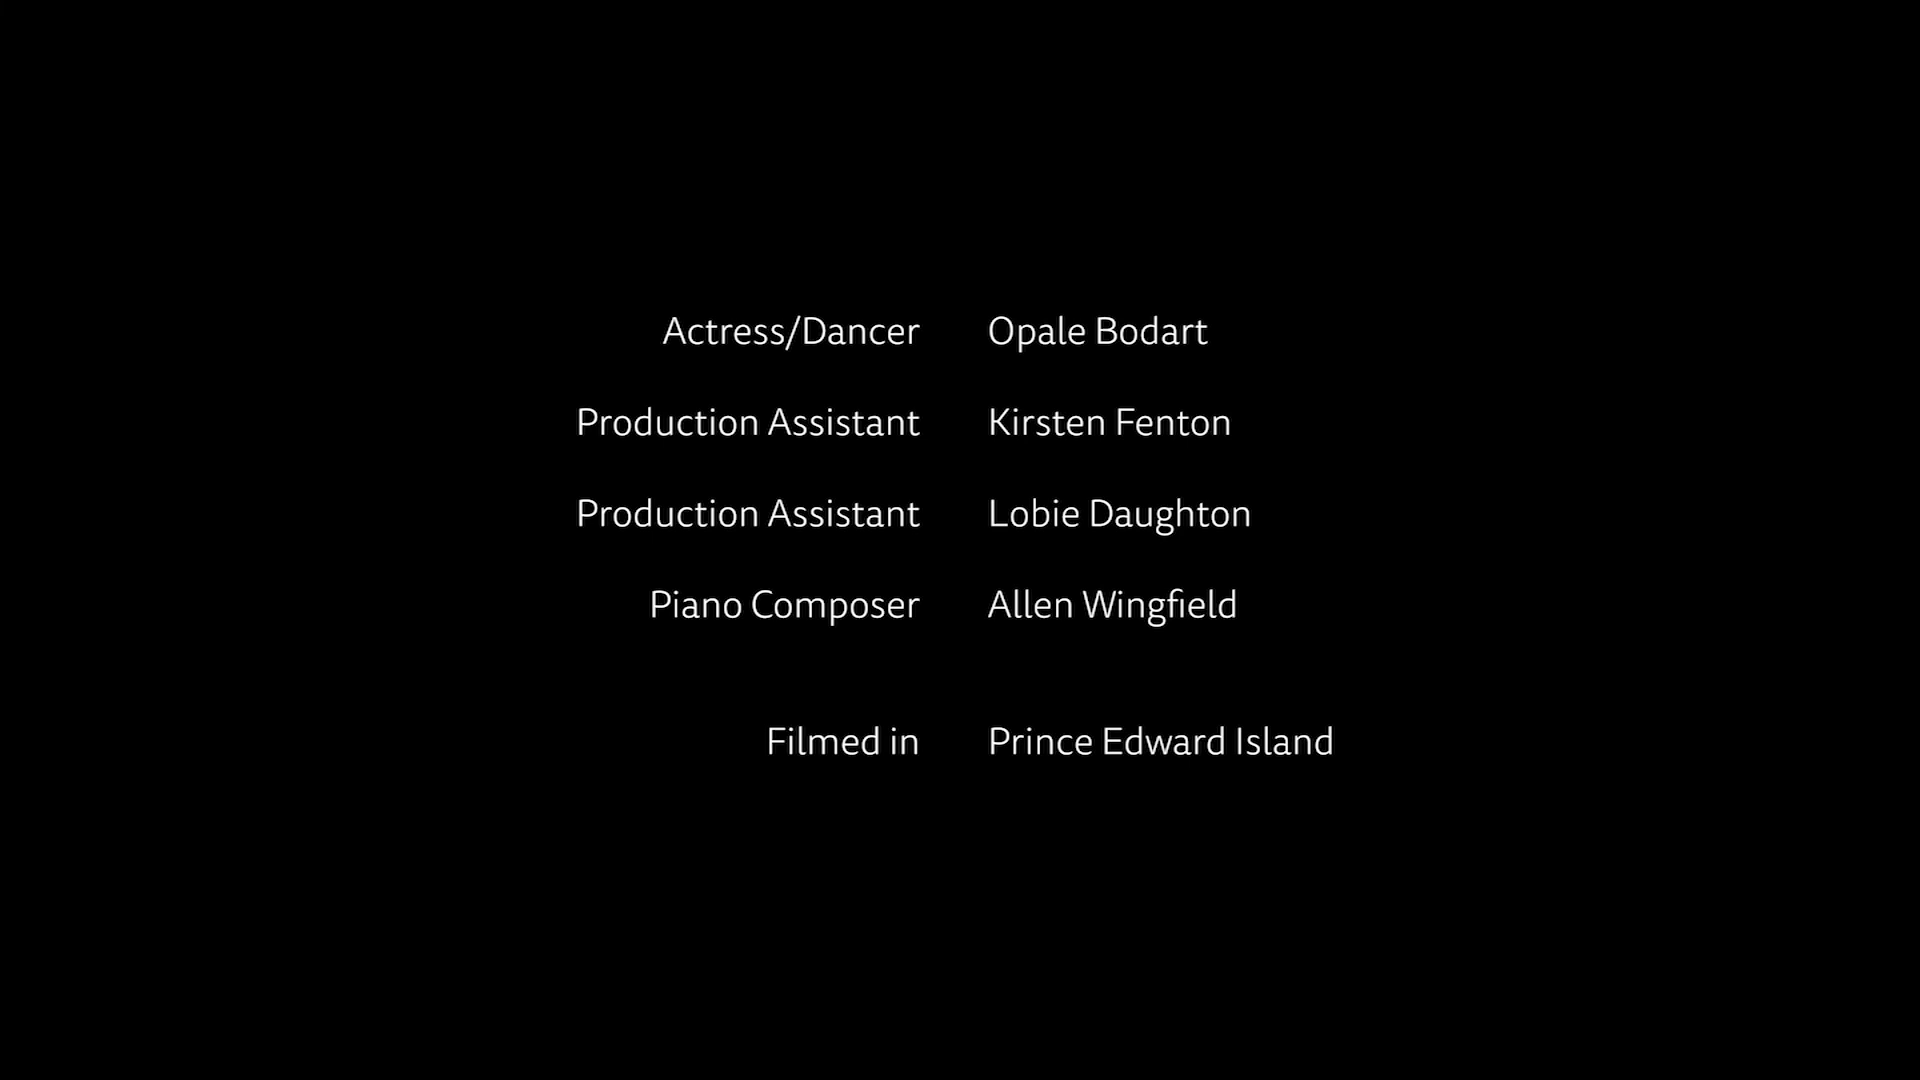 Actress/Dancer Opale Bodart
Production Assistant Kirsten Fenton
Production Assistant Lobie Daughton
Piano Composer Allen Wingfield
Filmed in Prince Edward Island